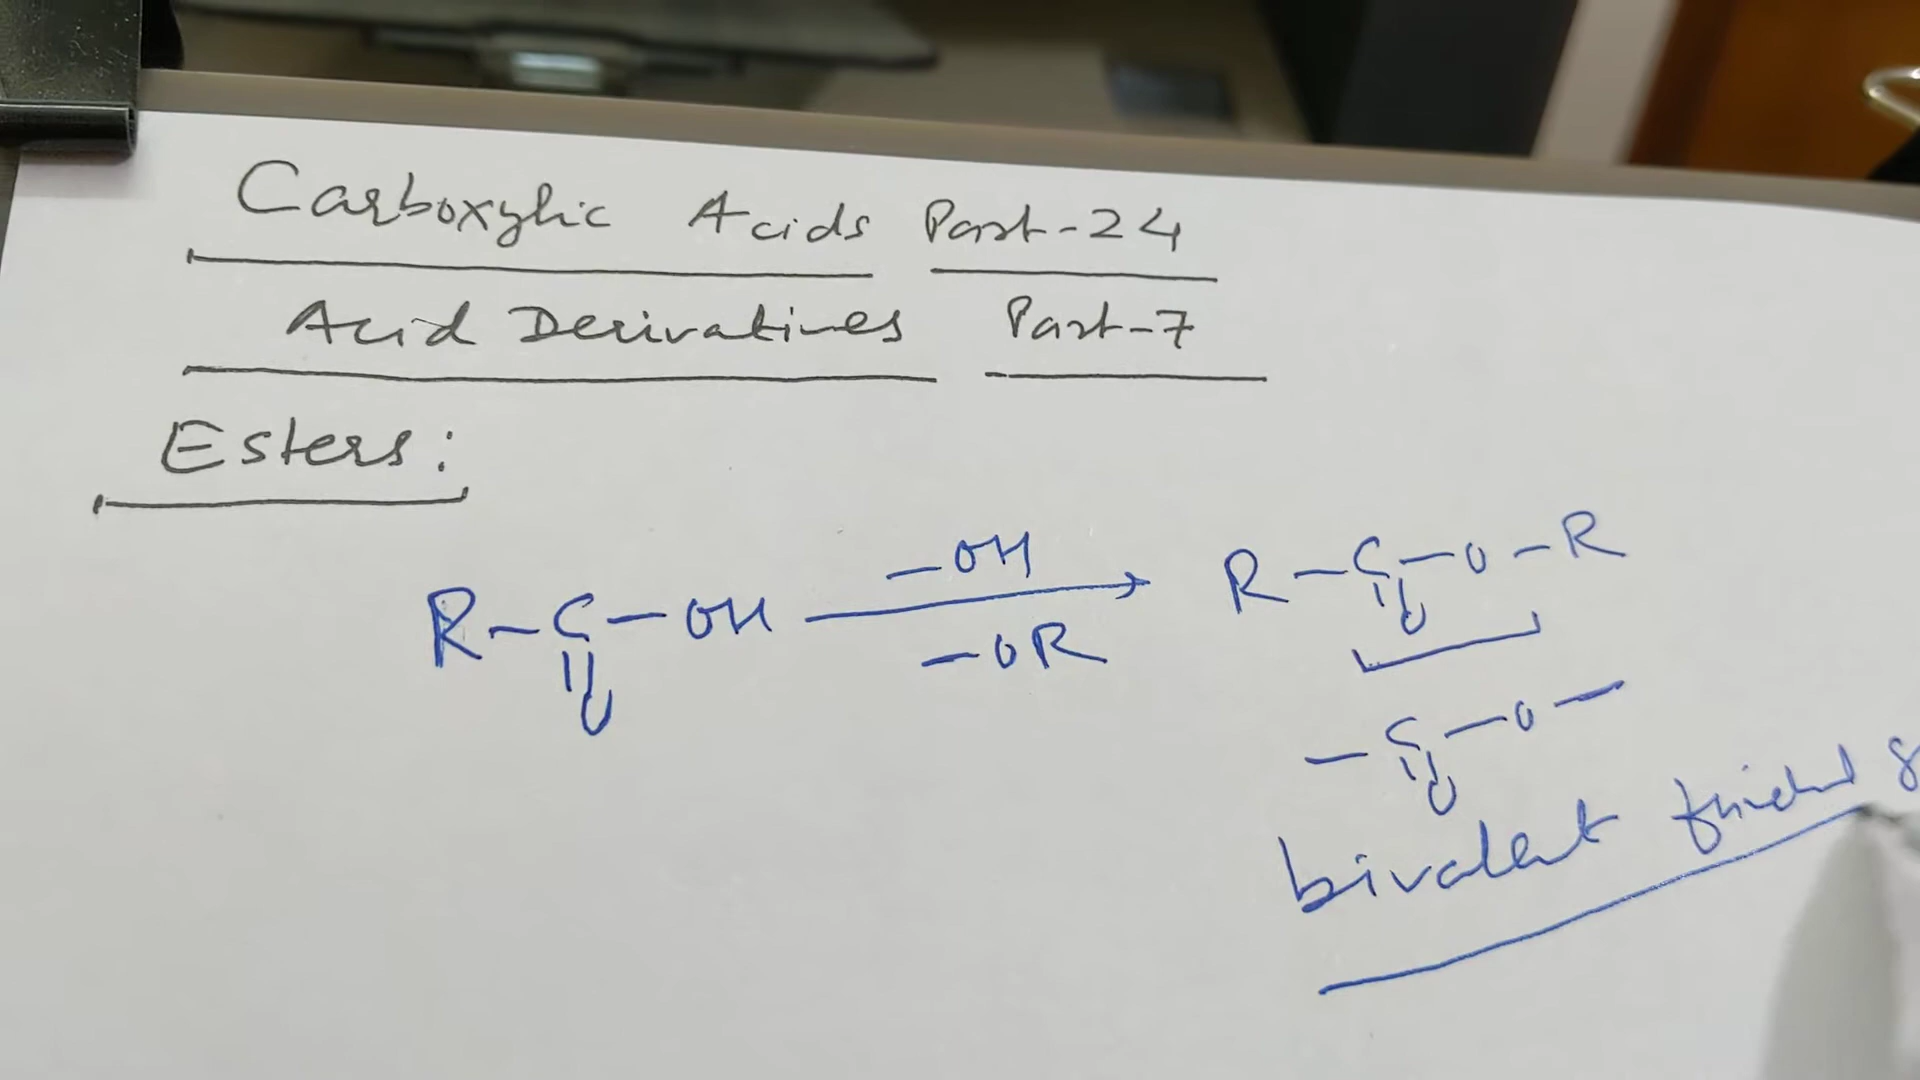 Carboxylic Acids Part-24
Acid Derivatives Part-7
Esters:
R-C-OH -OH R-C-O-R
O -OR O
-C-O-
O
bivalent